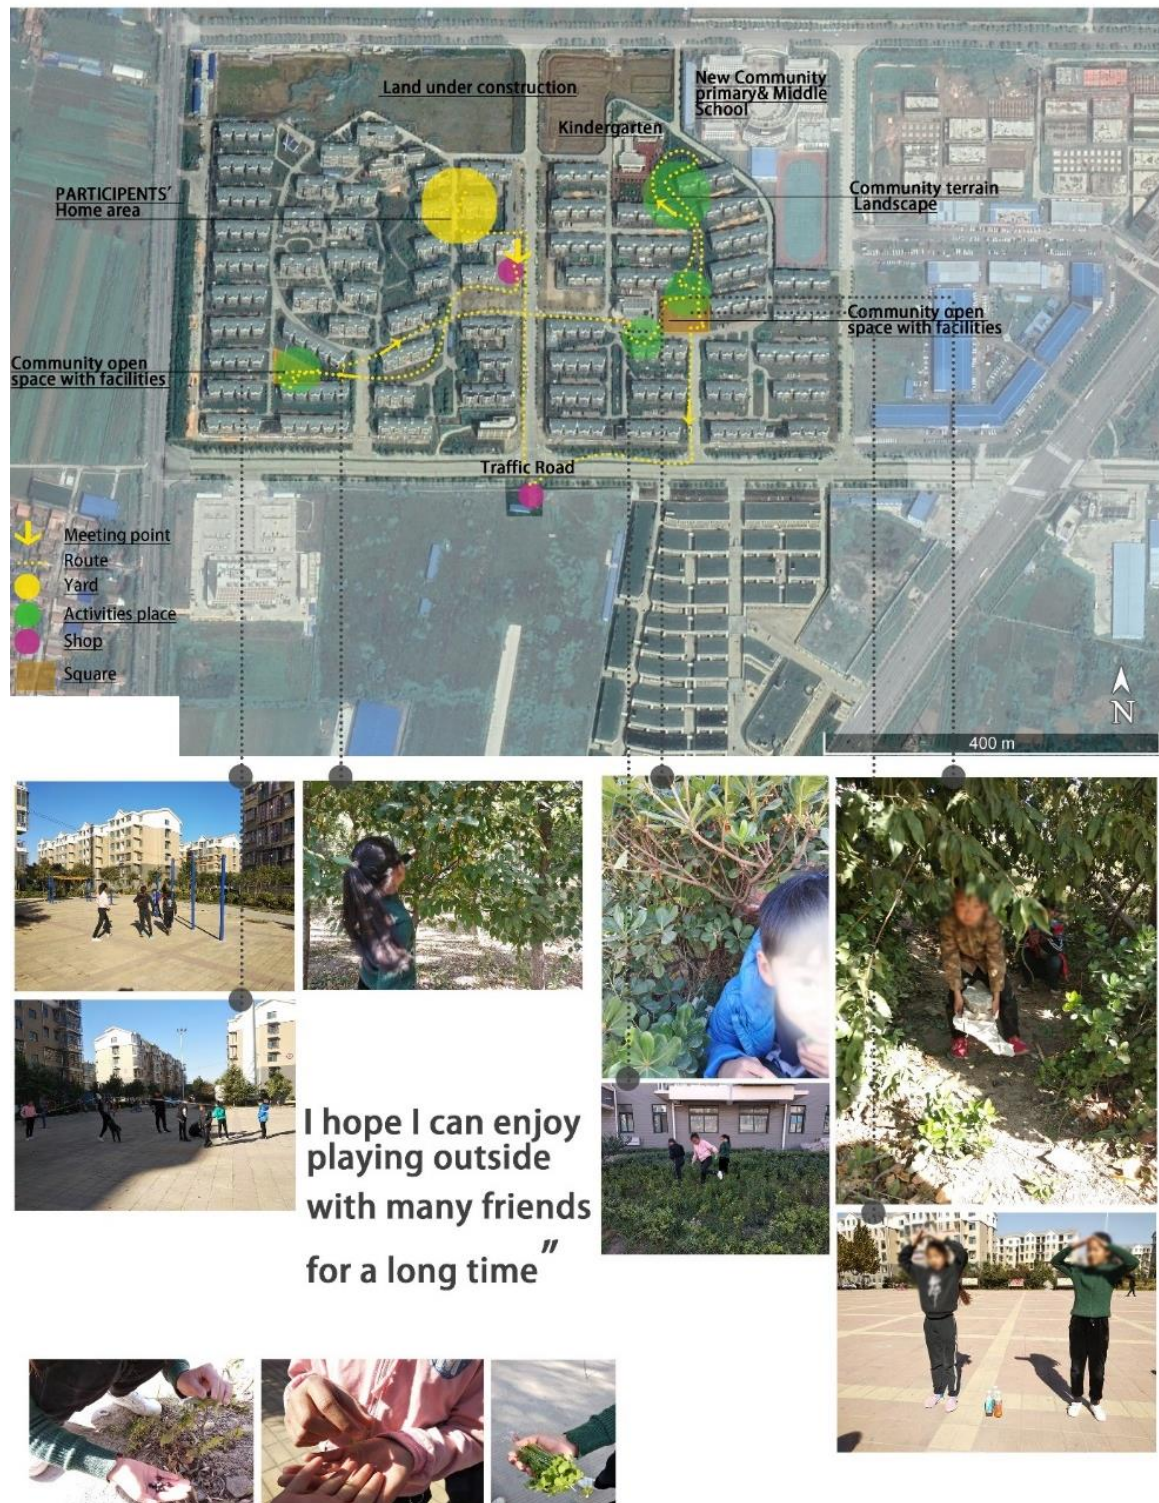 Land under construction
New Community
primary& Middle
School
Kindergarten
PARTICIPENTS'
Home area
Community terrain
Landscape
Community open
space with facilities
Community open
space with facilities
Traffic Road
Meeting point
Route
Yard
Activities place
Shop
Square
N
400 m
I hope I can enjoy
playing outside
with many friends
for a long time”